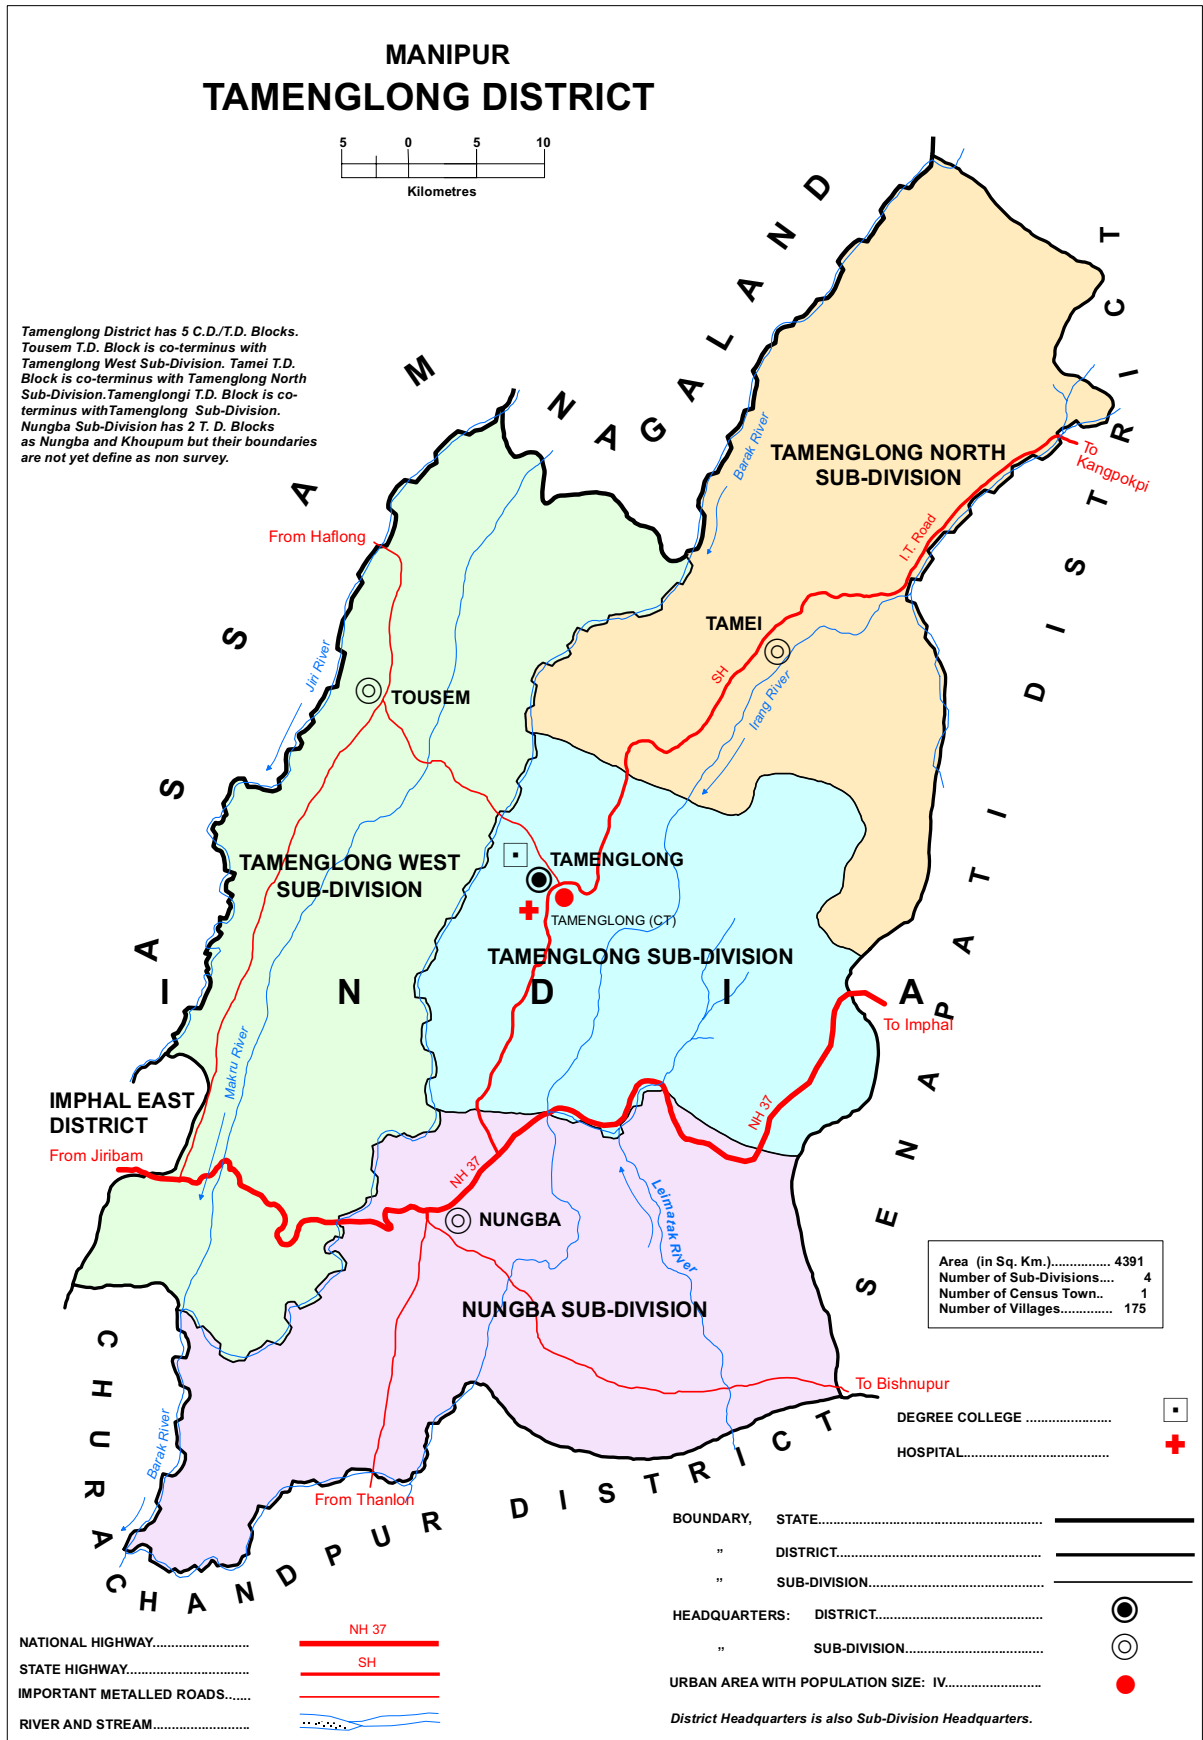 MANIPUR
TAMENGLONG DISTRICT
5 0 5 10
Kilometres
Tamenglong District has 5 C.D./T.D. Blocks.
Tousem T.D. Block is co-terminus with
Tamenglong West Sub-Division. Tamei T.D.
Block is co-terminus with Tamenglong North
Sub-Division.Tamenglongi T.D. Block is co-
terminus withTamenglong Sub-Division.
Nungba Sub-Division has 2 T. D. Blocks
as Nungba and Khoupum but their boundaries
are not yet define as non survey.
NAGALAND
ASSAM
SENAPATI DISTRICT
From Haflong
Barak River
TAMENGLONG NORTH
SUB-DIVISION
To
Kangpokpi
I.T. Road
TAMEI
SH
Irang River
Jiri River
TOUSEM
TAMENGLONG WEST
SUB-DIVISION
TAMENGLONG
TAMENGLONG (CT)
TAMENGLONG SUB-DIVISION
INDIA
To Imphal
Makru River
IMPHAL EAST
DISTRICT
From Jiribam
NH 37
NH 37
Leimatak River
NUNGBA
NUNGBA SUB-DIVISION
Area (in Sq. Km.)................ 4391
Number of Sub-Divisions.... 4
Number of Census Town.. 1
Number of Villages.............. 175
To Bishnupur
Barak River
From Thanlon
CHURACHANDPUR DISTRICT
DEGREE COLLEGE .......................
HOSPITAL.......................................
BOUNDARY, STATE............................................................
" DISTRICT.......................................................
" SUB-DIVISION...............................................
HEADQUARTERS: DISTRICT.............................................
" SUB-DIVISION....................................
URBAN AREA WITH POPULATION SIZE: IV..........................
District Headquarters is also Sub-Division Headquarters.
NATIONAL HIGHWAY.......................... NH 37
STATE HIGHWAY................................. SH
IMPORTANT METALLED ROADS.......
RIVER AND STREAM..........................